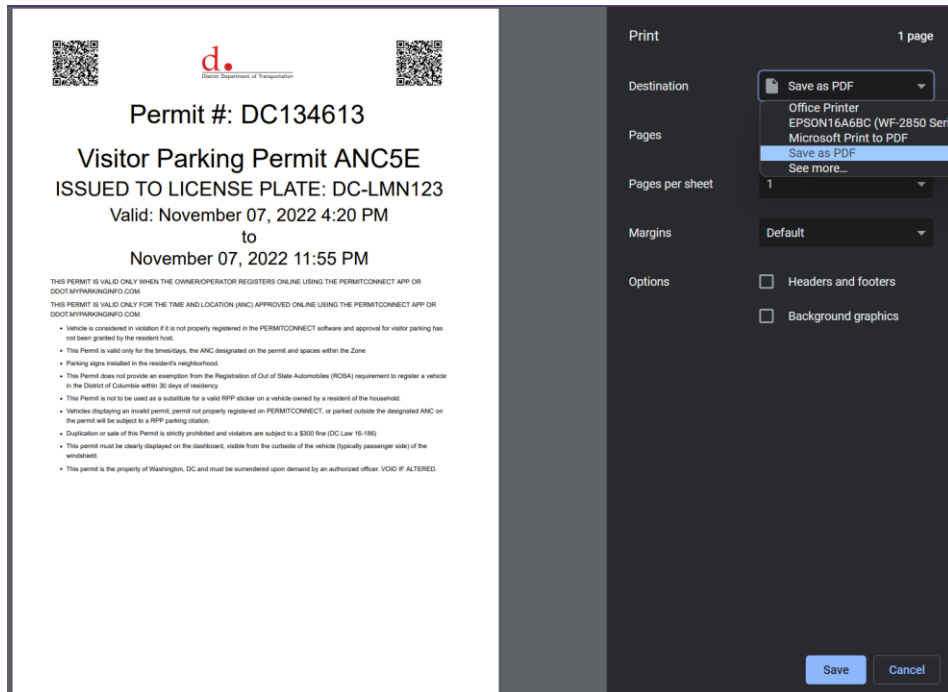 d.
District Department of Transportation
Permit #: DC134613
Visitor Parking Permit ANC5E
ISSUED TO LICENSE PLATE: DC-LMN123
Valid: November 07, 2022 4:20 PM
to
November 07, 2022 11:55 PM
THIS PERMIT IS VALID ONLY WHEN THE OWNER/OPERATOR REGISTERS ONLINE USING THE PERMITCONNECT APP OR
DDOT.MYPARKINGINFO.COM.
THIS PERMIT IS VALID ONLY FOR THE TIME AND LOCATION (ANC) APPROVED ONLINE USING THE PERMITCONNECT APP OR
DDOT.MYPARKINGINFO.COM.
• Vehicle is considered in violation if it is not properly registered in the PERMITCONNECT software and approval for visitor parking has
not been granted by the resident host.
• This Permit is valid only for the times/days, the ANC designated on the permit and spaces within the Zone
• Parking signs installed in the resident's neighborhood.
• This Permit does not provide an exemption from the Registration of Out of State Automobiles (ROSA) requirement to register a vehicle
in the District of Columbia within 30 days of residency.
• This Permit is not to be used as a substitute for a valid RPP sticker on a vehicle owned by a resident of the household.
• Vehicles displaying an invalid permit, permit not properly registered on PERMITCONNECT, or parked outside the designated ANC on
the permit will be subject to a RPP parking citation.
• Duplication or sale of this Permit is strictly prohibited and violators are subject to a $300 fine (DC Law 16-186)
• This permit must be clearly displayed on the dashboard, visible from the curbside of the vehicle (typically passenger side) of the
windshield.
• This permit is the property of Washington, DC and must be surrendered upon demand by an authorized officer. VOID IF ALTERED.
Print
1 page
Destination
Save as PDF
Office Printer
EPSON16A6BC (WF-2850 Seri
Microsoft Print to PDF
Save as PDF
See more...
Pages
Pages per sheet
1
Margins
Default
Options
Headers and footers
Background graphics
Save
Cancel